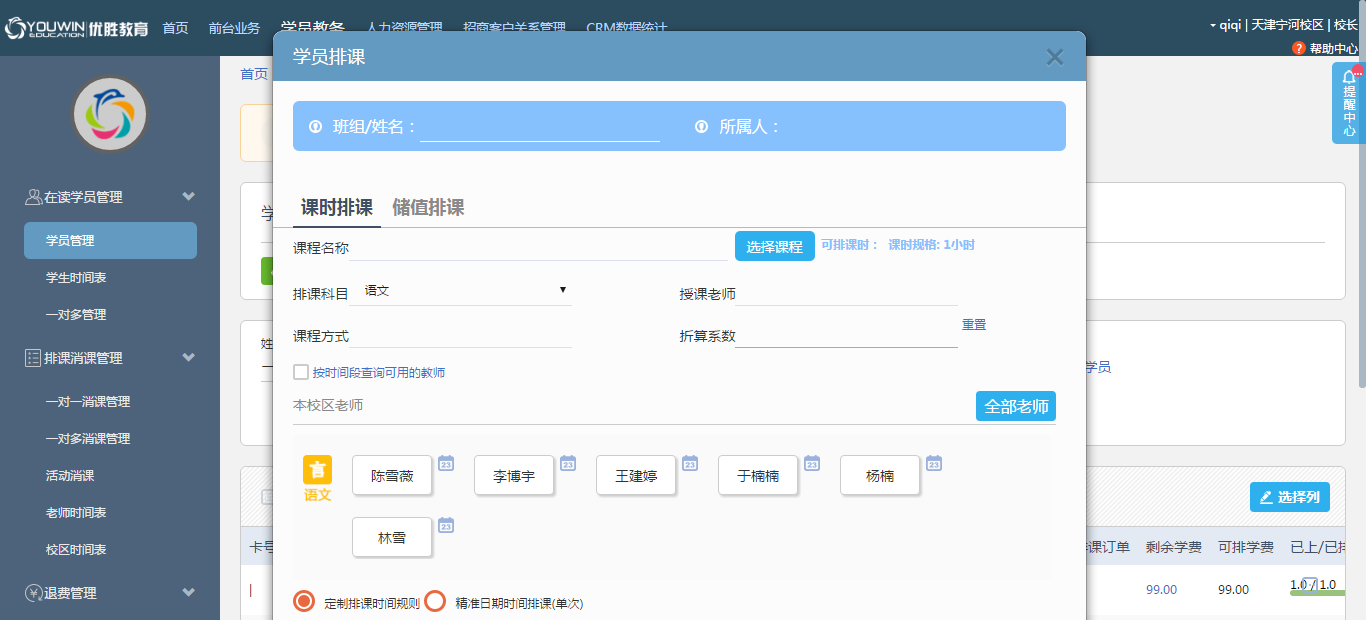 YOUWIN EDUCATION 优胜教育 首页 前台业务 学员教务 人力资源管理 招商客户关系管理 CRM数据统计 qiqi | 天津宁河校区 | 校长
? 帮助中心
首页
提醒中心
学员排课
班组/姓名： 所属人：
在读学员管理
学员管理
学生时间表
一对多管理
排课消课管理
一对一消课管理
一对多消课管理
活动消课
老师时间表
校区时间表
退费管理
课时排课 储值排课
课程名称 选择课程 可排课时： 课时规格: 1小时
排课科目 语文 授课老师
课程方式 折算系数 重置
按时间段查询可用的教师
本校区老师 全部老师
语文 陈雪薇 23 李博宇 23 王建婷 23 于楠楠 23 杨楠 23
林雪 23
定制排课时间规则 精准日期时间排课(单次)
学
姓
学员
选择列
卡号 课订单 剩余学费 可排学费 已上/已排
99.00 99.00 1.0 / 1.0